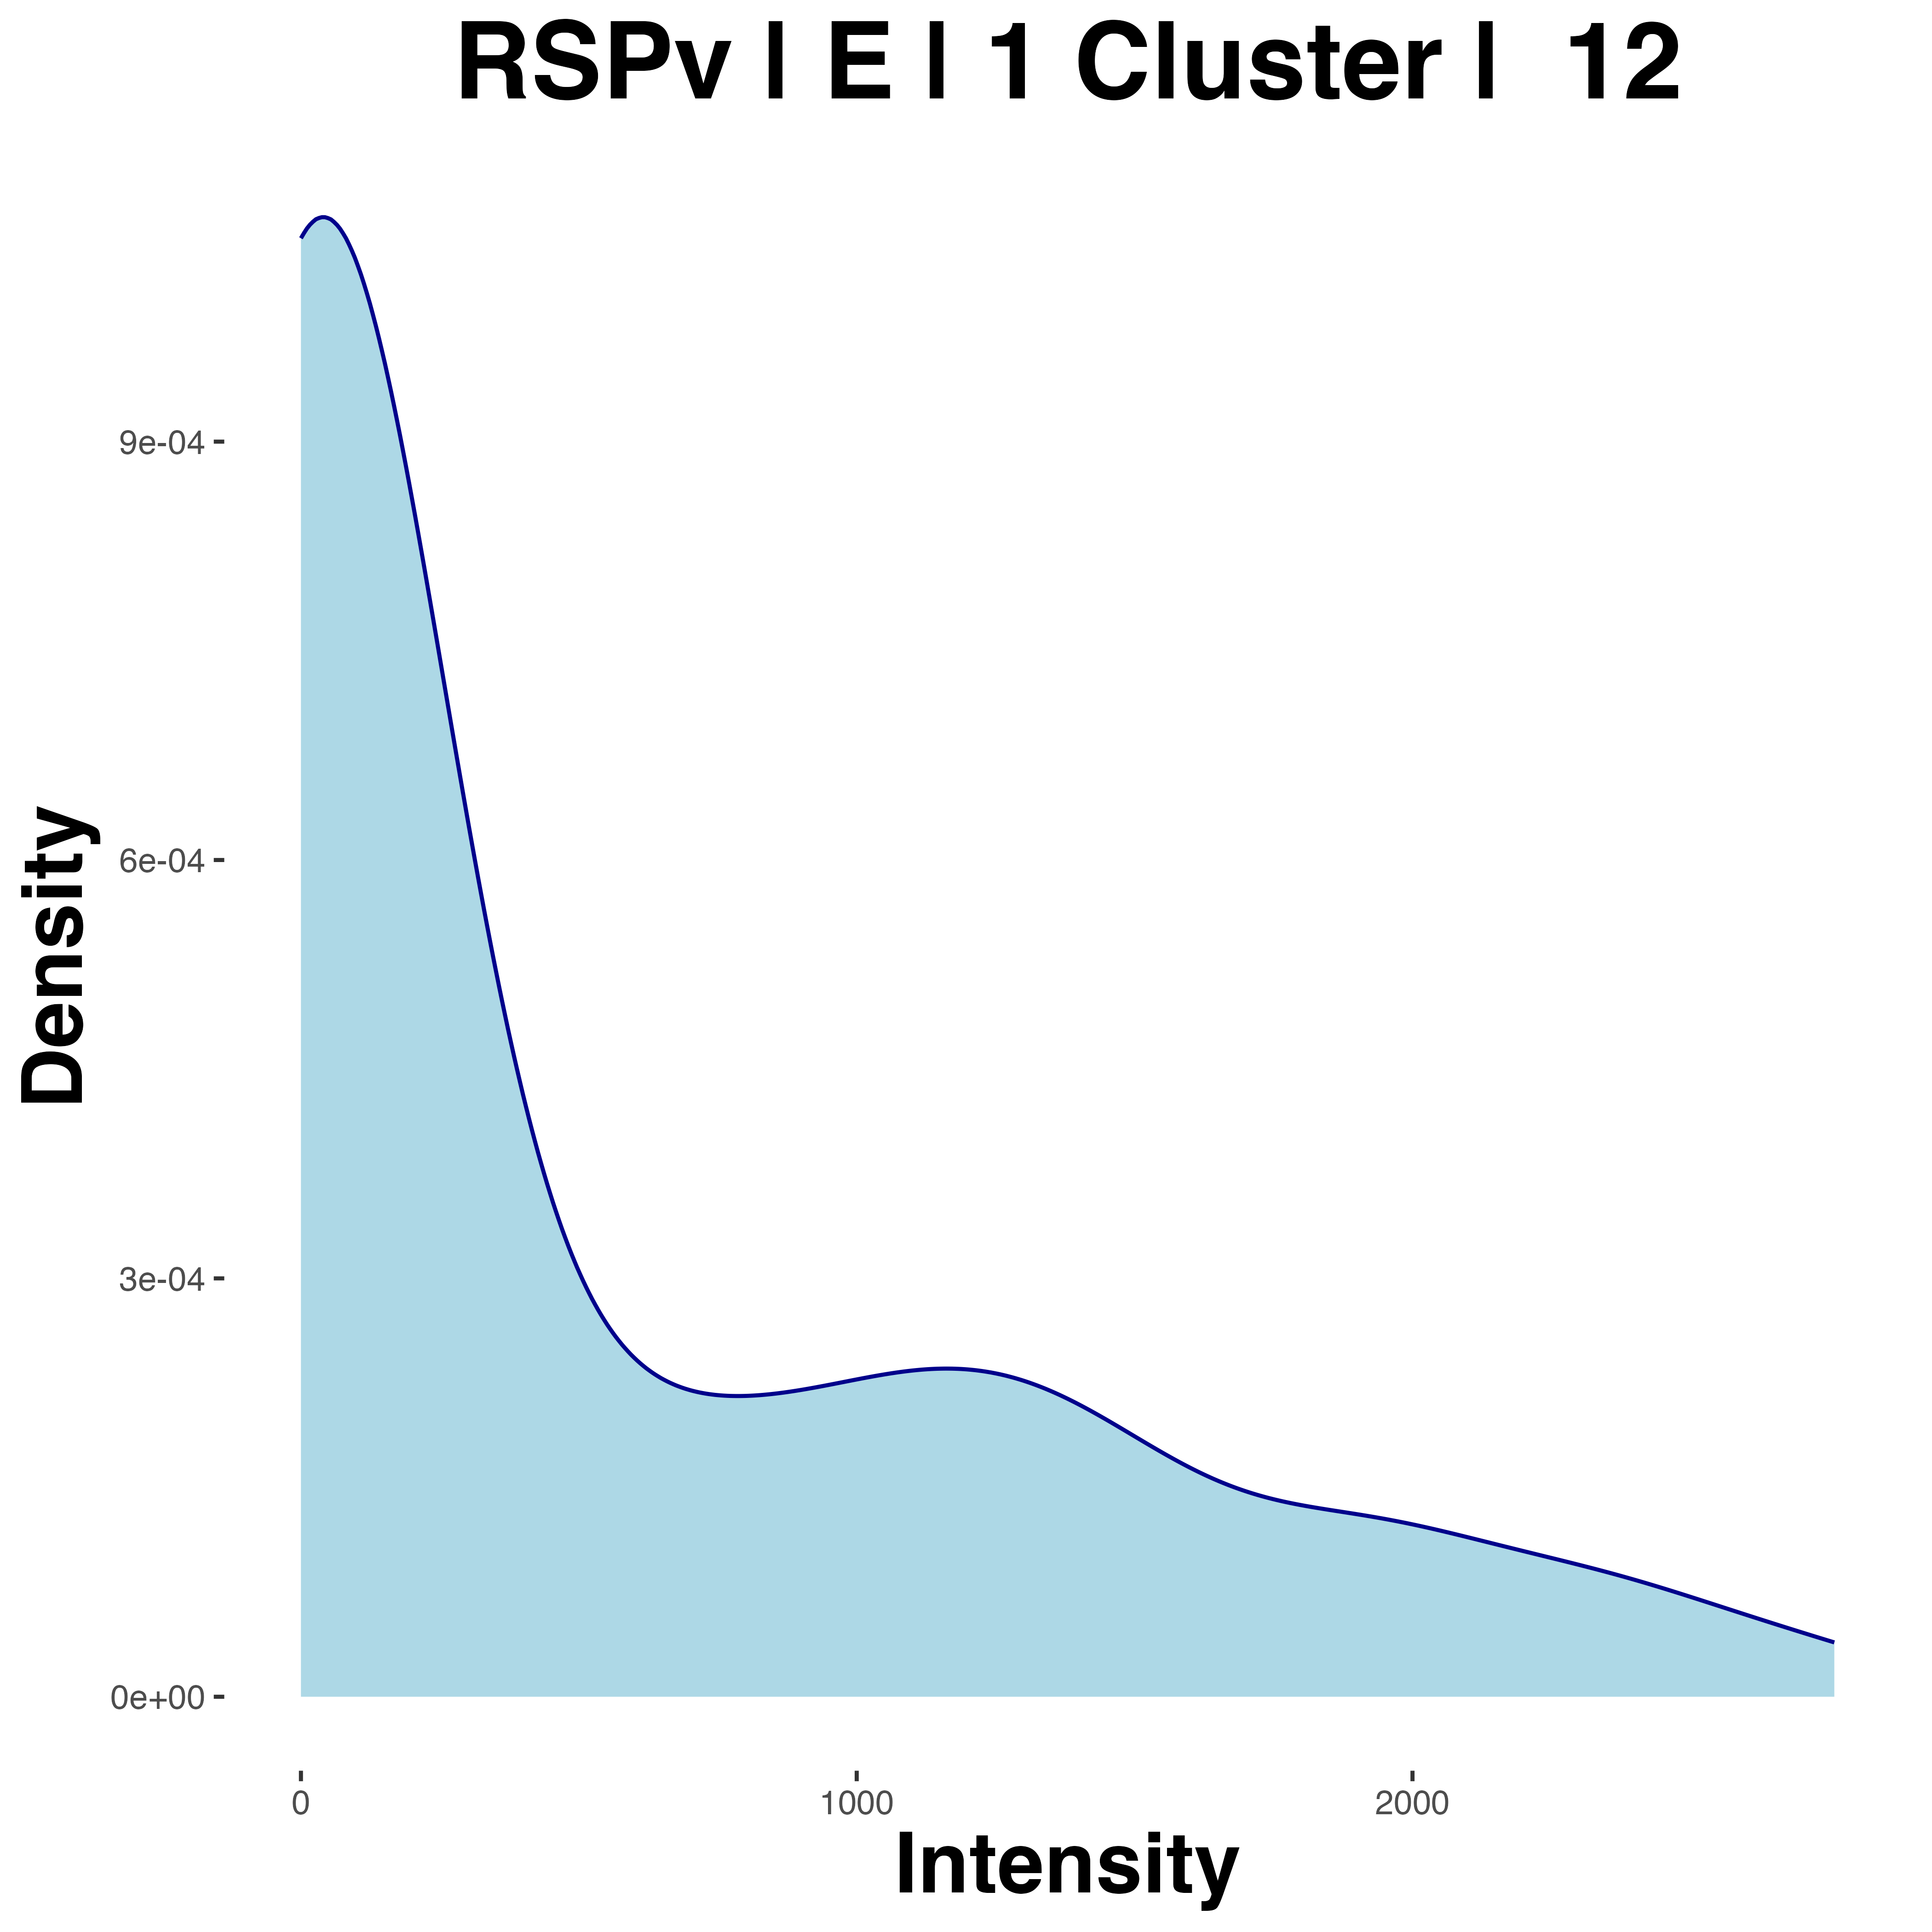 RSPv | E | 1 Cluster |  12
Density
9e-04
6e-04
3e-04
0e+00
0
1000
2000
Intensity